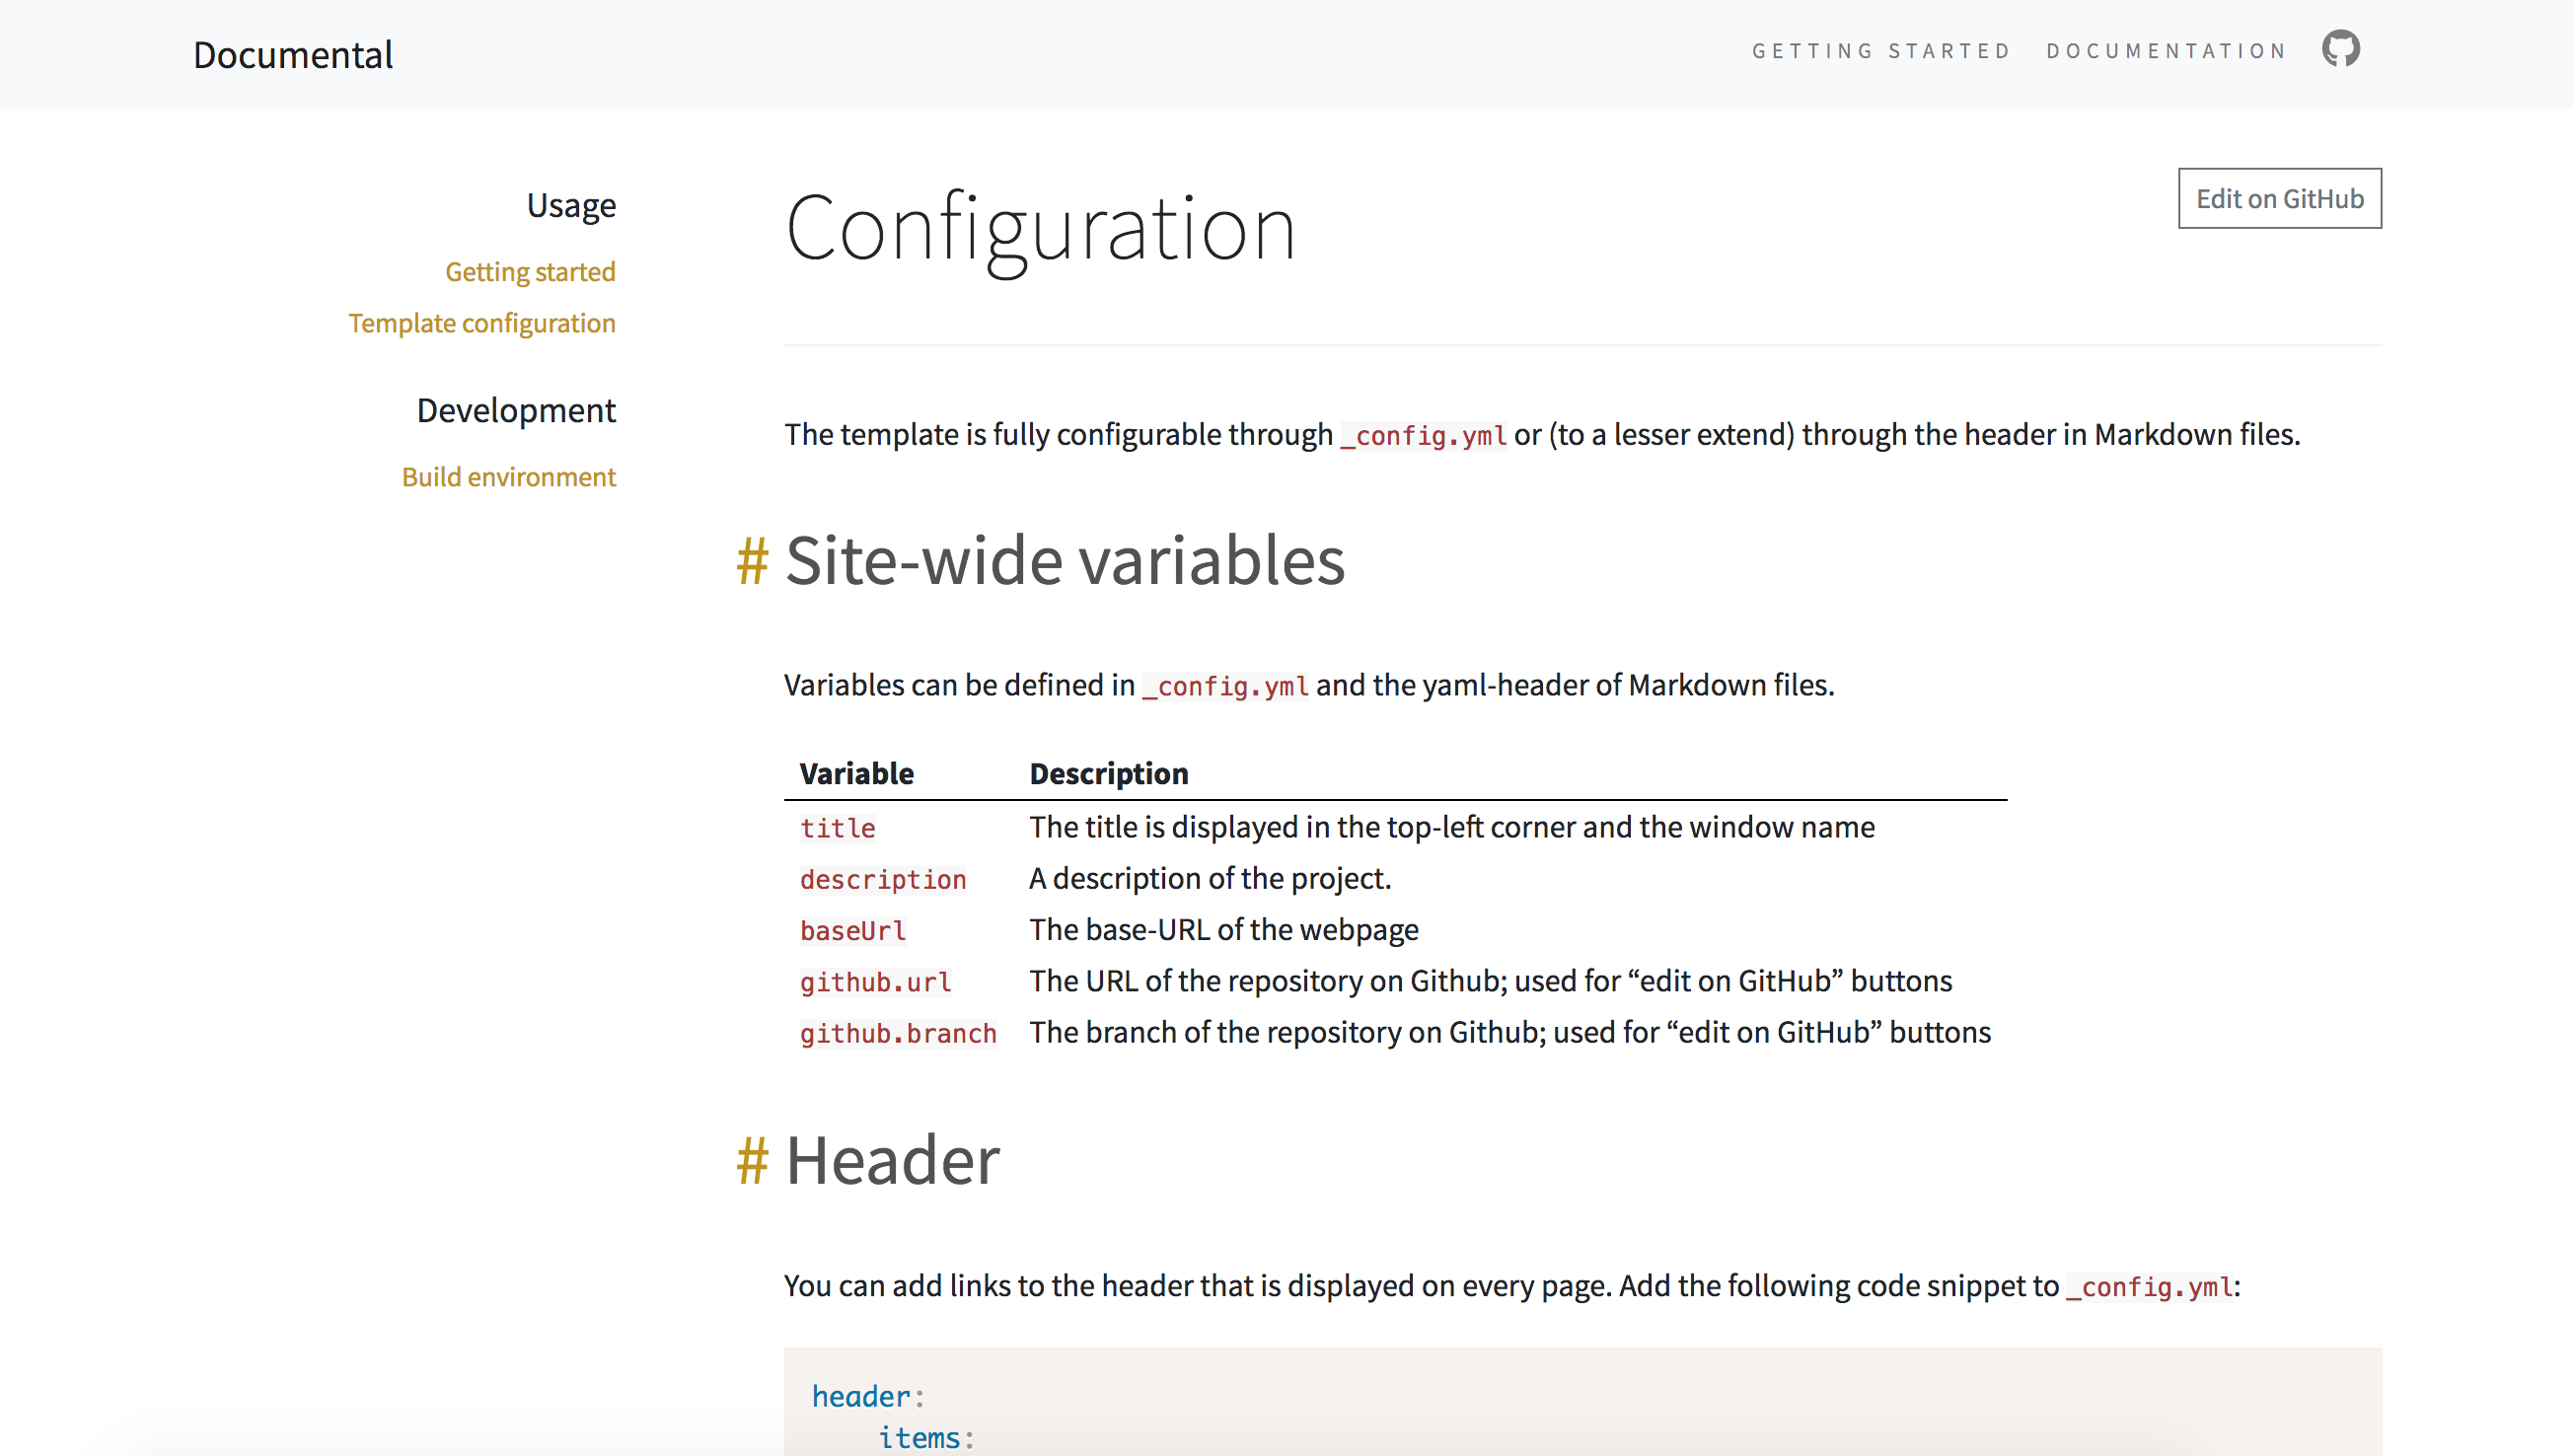 Documental
GETTING STARTED DOCUMENTATION
Usage
Getting started
Template configuration
Development
Build environment
Configuration
Edit on GitHub
The template is fully configurable through _config.yml or (to a lesser extend) through the header in Markdown files.
# Site-wide variables
Variables can be defined in _config.yml and the yaml-header of Markdown files.
Variable Description
title The title is displayed in the top-left corner and the window name
description A description of the project.
baseUrl The base-URL of the webpage
github.url The URL of the repository on Github; used for “edit on GitHub” buttons
github.branch The branch of the repository on Github; used for “edit on GitHub” buttons
# Header
You can add links to the header that is displayed on every page. Add the following code snippet to _config.yml:
header:
items: